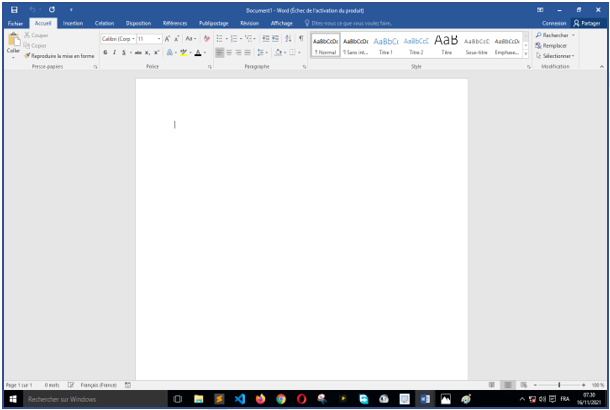 Document1 - Word (Échec de l'activation du produit)
Fichier Accueil Insertion Création Disposition Références Publipostage Révision Affichage Dites-nous ce que vous voulez faire. Connexion Partager
Coller
Couper
Copier
Reproduire la mise en forme
Presse-papiers
Calibri (Corp 11
G I S abc x₂ x²
Police
Paragraphe
AaBbCcDc AaBbCcDc AaBbCc AaBbCcC AaB AaBbCcC AaBbCcDc
¶ Normal ¶ Sans int... Titre 1 Titre 2 Titre Sous-titre Emphase...
Style
Rechercher
Remplacer
Sélectionner
Modification
Page 1 sur 1 0 mots Français (France) 100 %
Rechercher sur Windows
FRA
07:30
16/11/2021